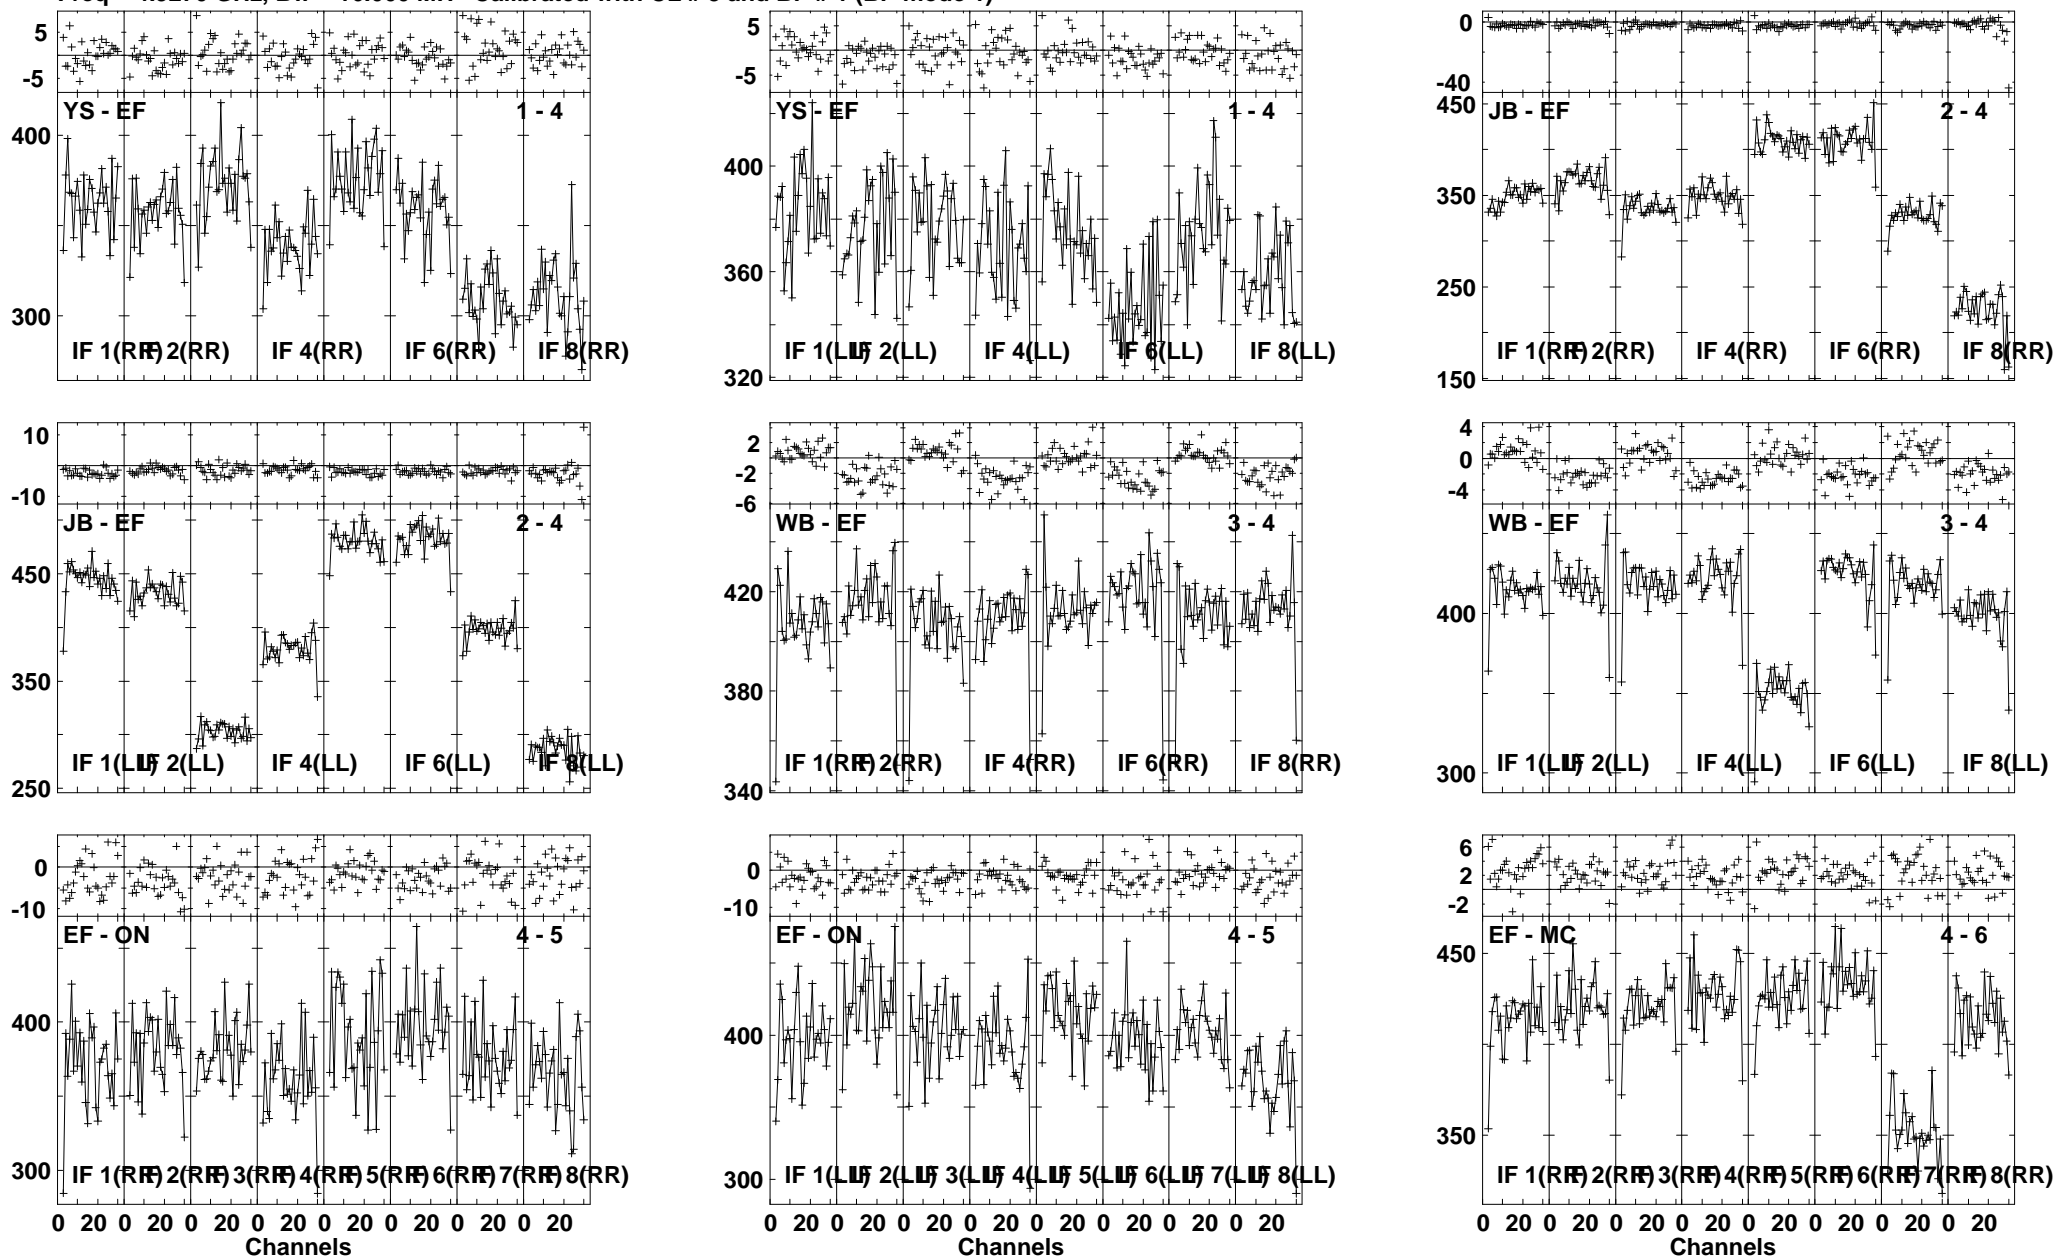 5
-5
YS - EF
1 - 4
400
300
IF 1(RR)
IF 2(RR)
IF 4(RR)
IF 6(RR)
IF 8(RR)
5
-5
YS - EF
1 - 4
400
360
320
IF 1(LL)
IF 2(LL)
IF 4(LL)
IF 6(LL)
IF 8(LL)
0
-40
JB - EF
2 - 4
450
350
250
150
IF 1(RR)
IF 2(RR)
IF 4(RR)
IF 6(RR)
IF 8(RR)
10
-10
JB - EF
2 - 4
450
350
250
IF 1(LL)
IF 2(LL)
IF 4(LL)
IF 6(LL)
IF 8(LL)
2
-2
-6
WB - EF
3 - 4
420
380
340
IF 1(RR)
IF 2(RR)
IF 4(RR)
IF 6(RR)
IF 8(RR)
4
0
-4
WB - EF
3 - 4
400
300
IF 1(LL)
IF 2(LL)
IF 4(LL)
IF 6(LL)
IF 8(LL)
0
-10
EF - ON
4 - 5
400
300
IF 1(RR)
IF 2(RR)
IF 3(RR)
IF 4(RR)
IF 5(RR)
IF 6(RR)
IF 7(RR)
IF 8(RR)
0 20 0 20 0 20 0 20 0 20 0 20 0 20 0 20
Channels
0
-10
EF - ON
4 - 5
400
300
IF 1(LL)
IF 2(LL)
IF 3(LL)
IF 4(LL)
IF 5(LL)
IF 6(LL)
IF 7(LL)
IF 8(LL)
0 20 0 20 0 20 0 20 0 20 0 20 0 20 0 20
Channels
6
2
-2
EF - MC
4 - 6
450
350
IF 1(RR)
IF 2(RR)
IF 3(RR)
IF 4(RR)
IF 5(RR)
IF 6(RR)
IF 7(RR)
IF 8(RR)
0 20 0 20 0 20 0 20 0 20 0 20 0 20 0 20
Channels